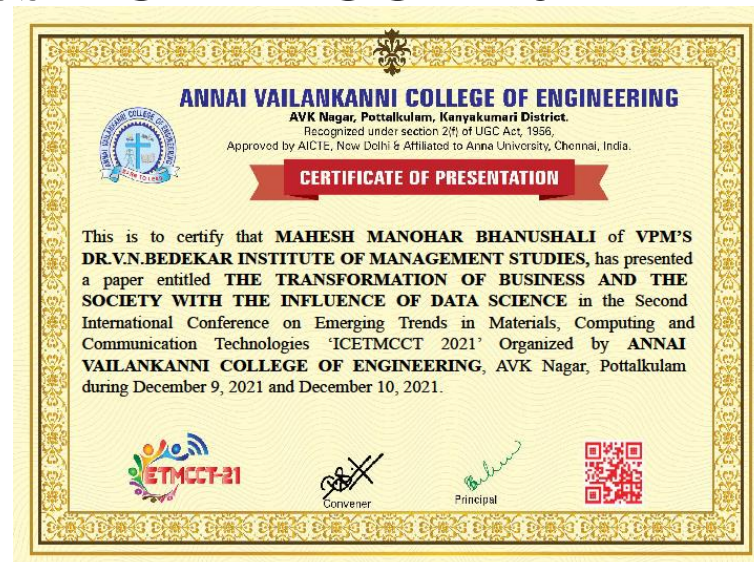 ANNAI VAILANKANNI COLLEGE OF ENGINEERING
AVK Nagar, Pottalkulam, Kanyakumari District.
Recognized under section 2(f) of UGC Act, 1956,
Approved by AICTE, New Delhi & Affiliated to Anna University, Chennai, India.
ANNAI VAILANKANNI COLLEGE OF ENGINEERING
CERTIFICATE OF PRESENTATION
This is to certify that MAHESH MANOHAR BHANUSHALI of VPM'S
DR.V.N.BEDEKAR INSTITUTE OF MANAGEMENT STUDIES, has presented
a paper entitled THE TRANSFORMATION OF BUSINESS AND THE
SOCIETY WITH THE INFLUENCE OF DATA SCIENCE in the Second
International Conference on Emerging Trends in Materials, Computing and
Communication Technologies ‘ICETMCCT 2021’ Organized by ANNAI
VAILANKANNI COLLEGE OF ENGINEERING, AVK Nagar, Pottalkulam
during December 9, 2021 and December 10, 2021.
ETMCCT-21
Convener
Principal